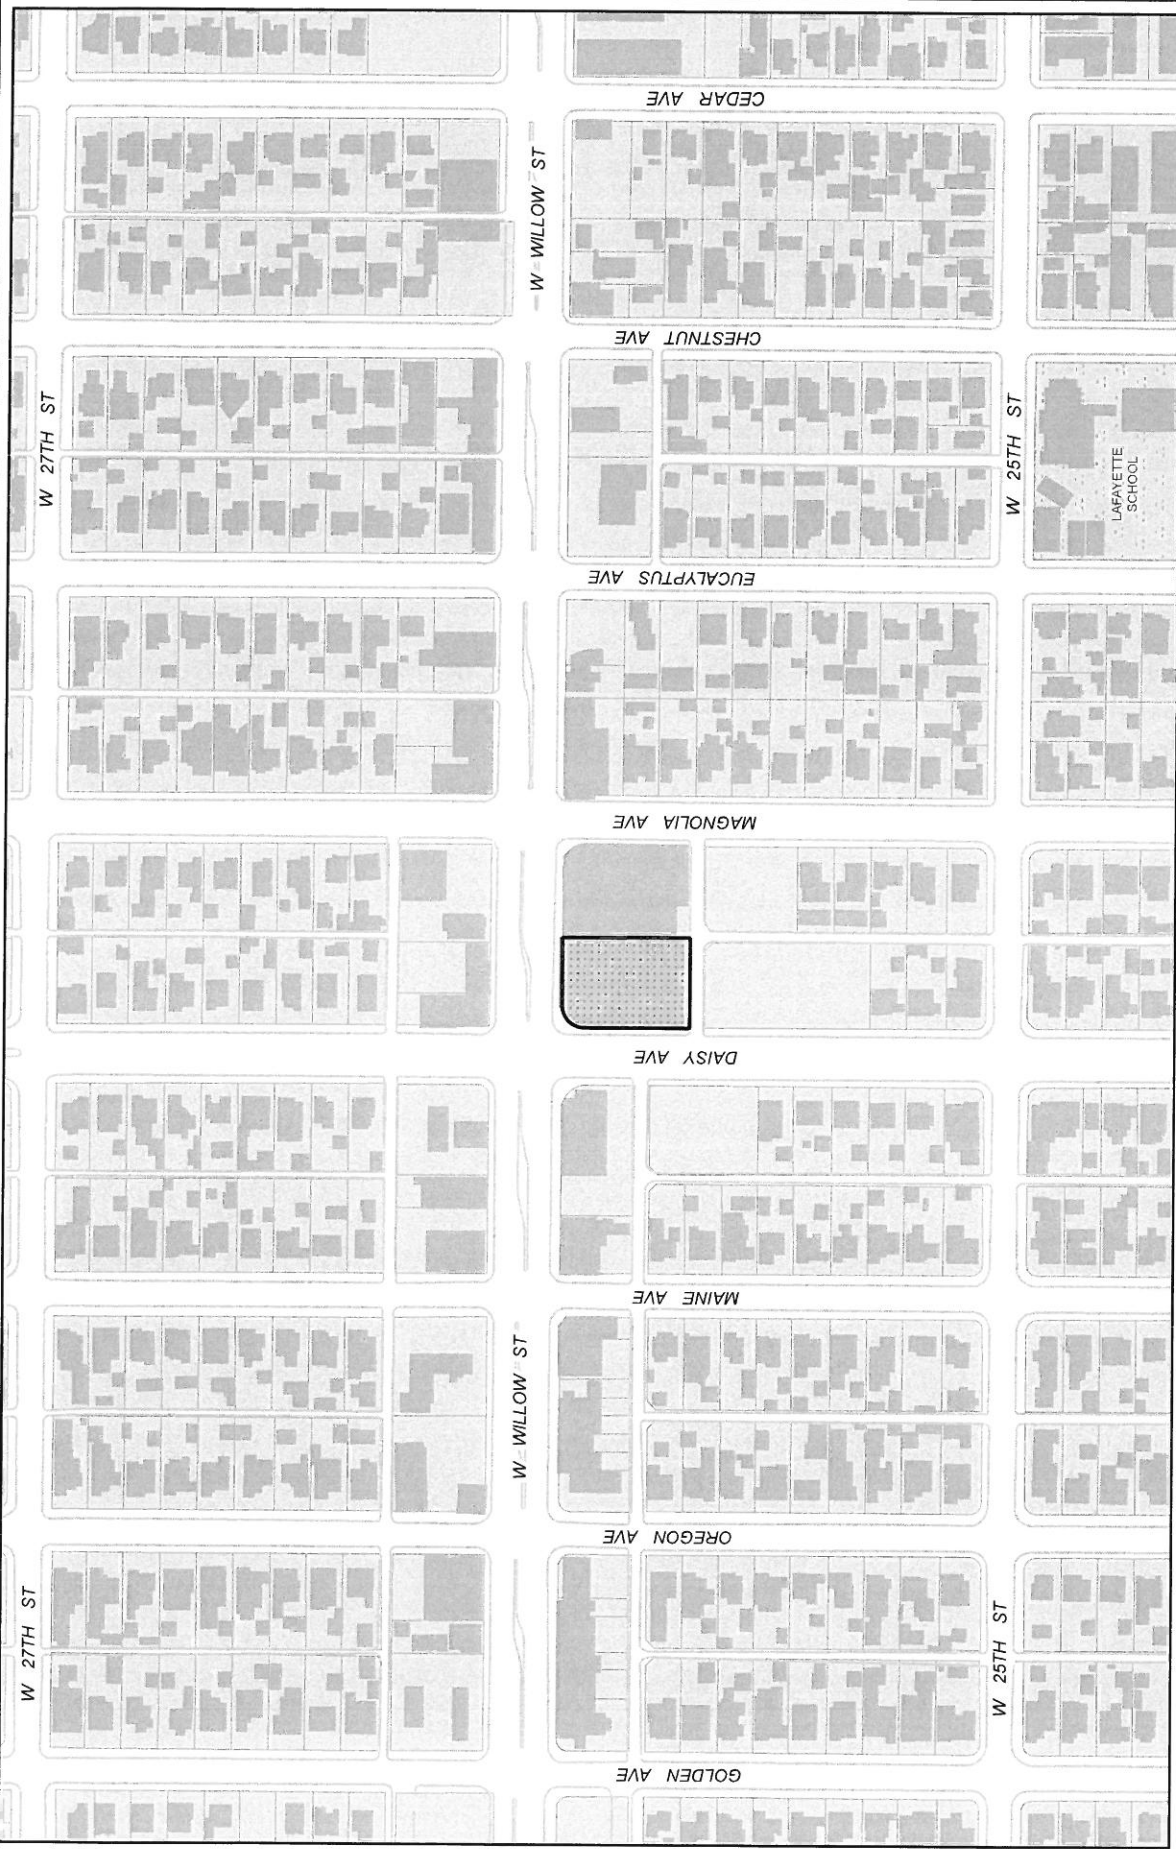 CEDAR AVE
W WILLOW ST
CHESTNUT AVE
W 27TH ST
W 25TH ST
LAFAYETTE
SCHOOL
EUCALYPTUS AVE
MAGNOLIA AVE
DAISY AVE
MAINE AVE
W WILLOW ST
OREGON AVE
W 27TH ST
W 25TH ST
GOLDEN AVE